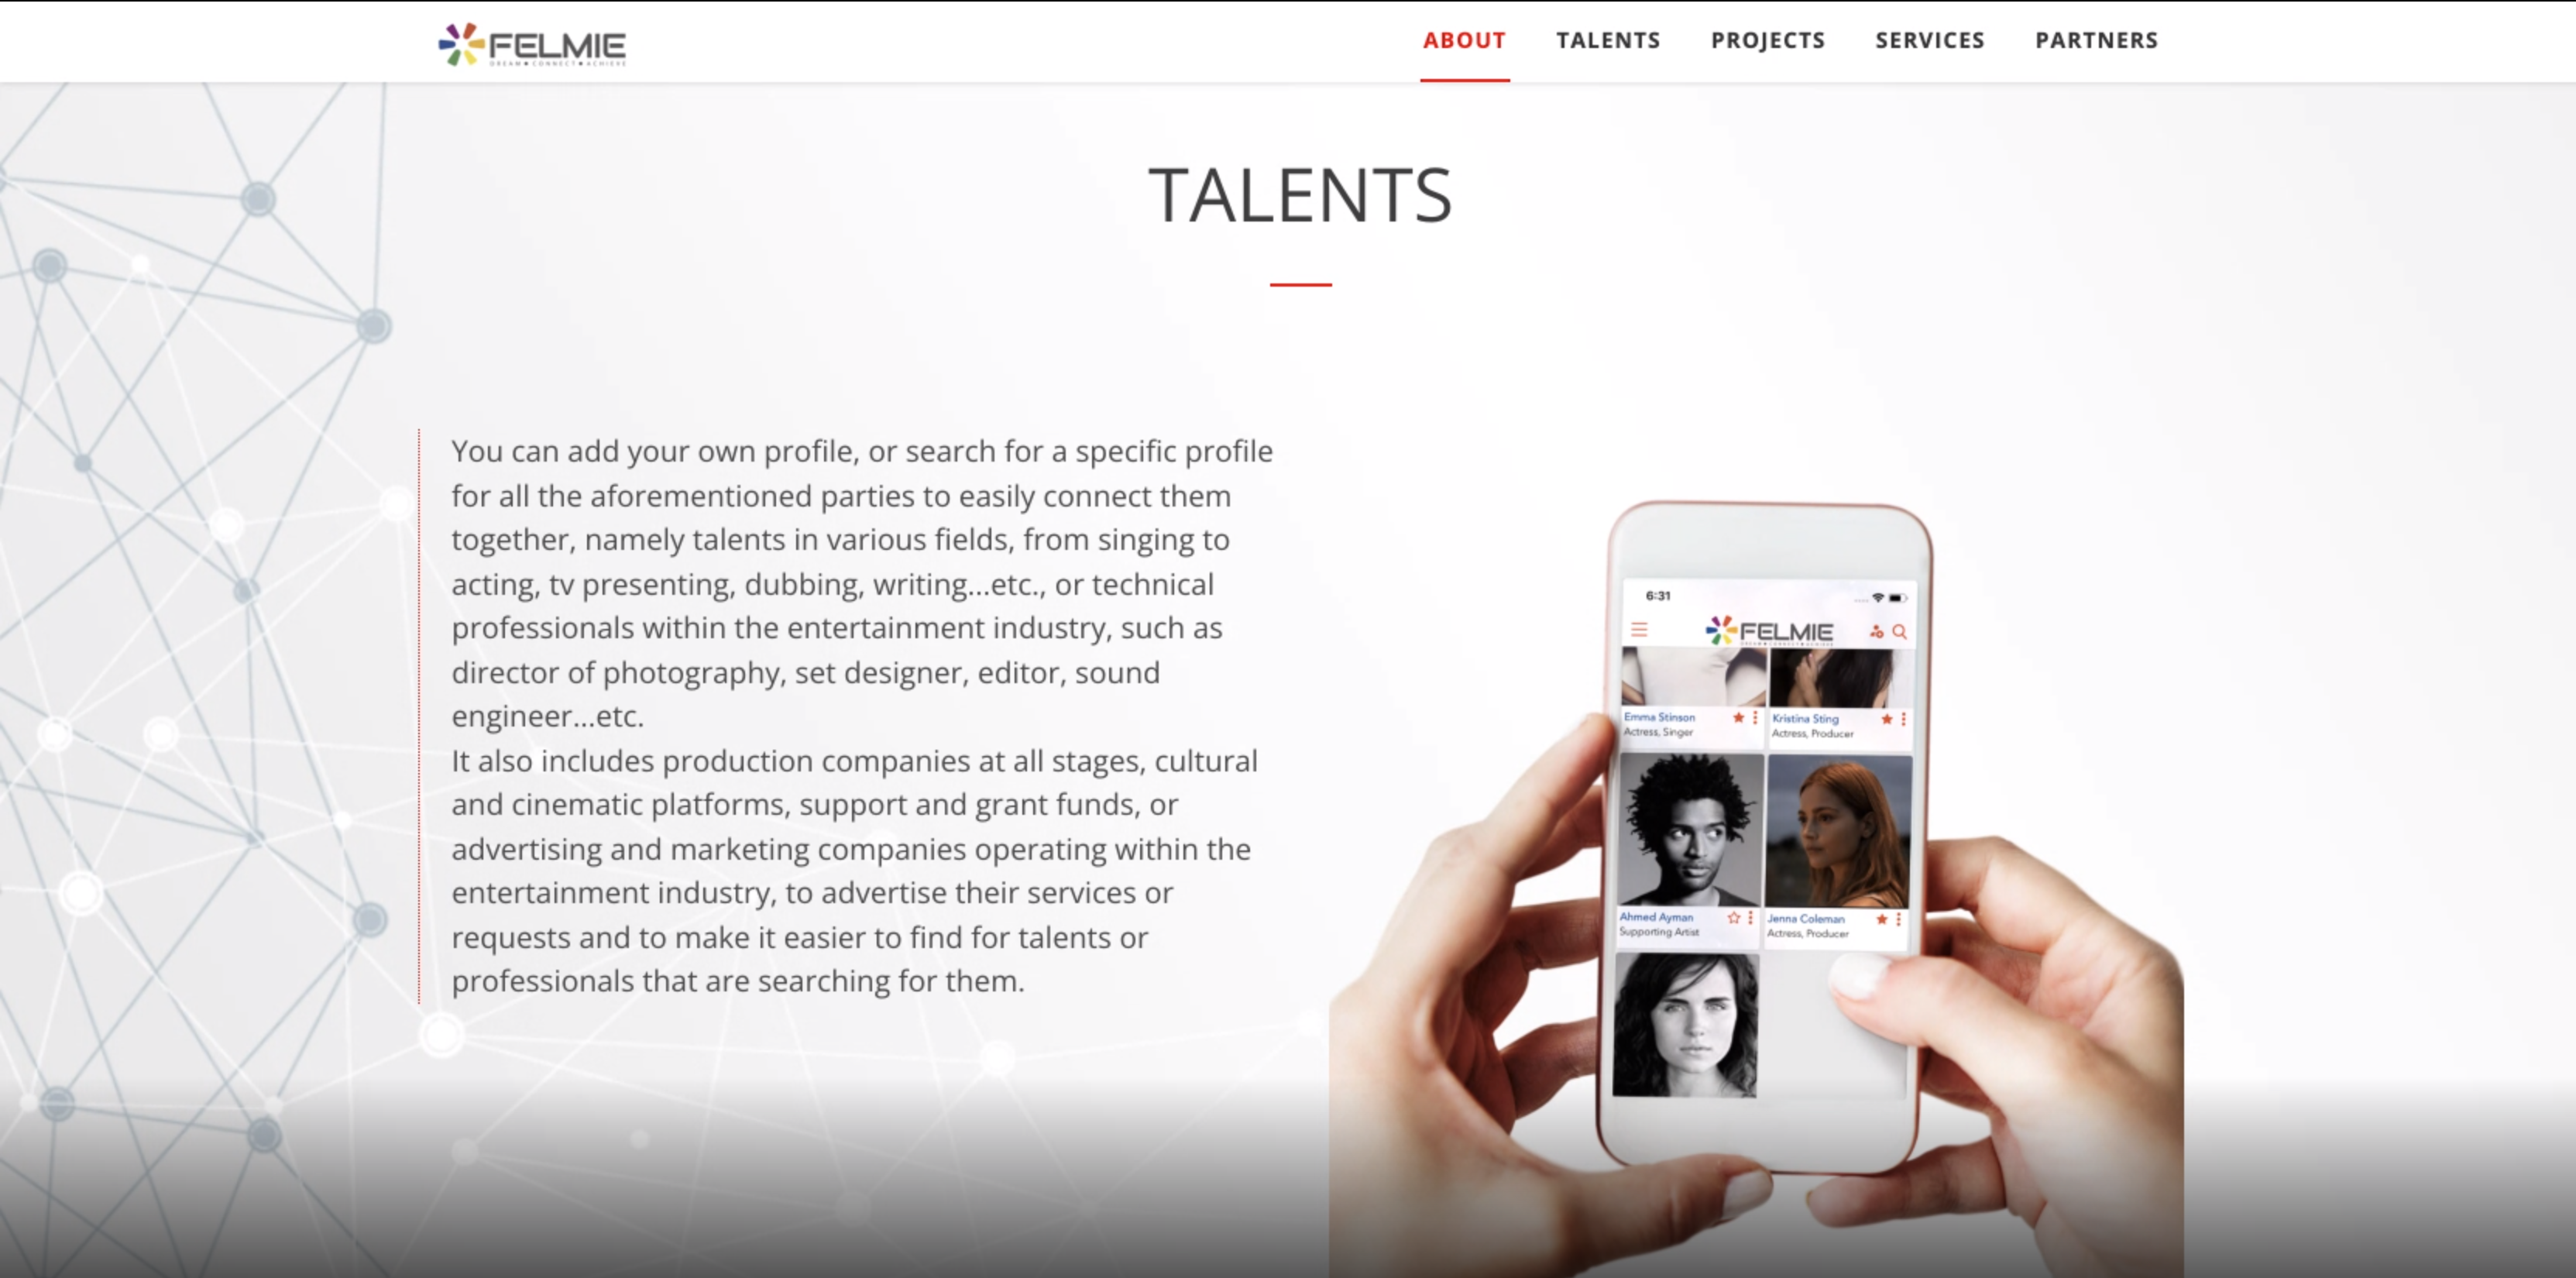 FELMIE
DREAM • CONNECT • ACHIEVE
ABOUT
TALENTS
PROJECTS
SERVICES
PARTNERS
TALENTS
You can add your own profile, or search for a specific profile
for all the aforementioned parties to easily connect them
together, namely talents in various fields, from singing to
acting, tv presenting, dubbing, writing...etc., or technical
professionals within the entertainment industry, such as
director of photography, set designer, editor, sound
engineer...etc.
It also includes production companies at all stages, cultural
and cinematic platforms, support and grant funds, or
advertising and marketing companies operating within the
entertainment industry, to advertise their services or
requests and to make it easier to find for talents or
professionals that are searching for them.
6:31
FELMIE
Emma Stinson
Actress, Singer
Kristina Sting
Actress, Producer
Ahmed Ayman
Supporting Artist
Jenna Coleman
Actress, Producer